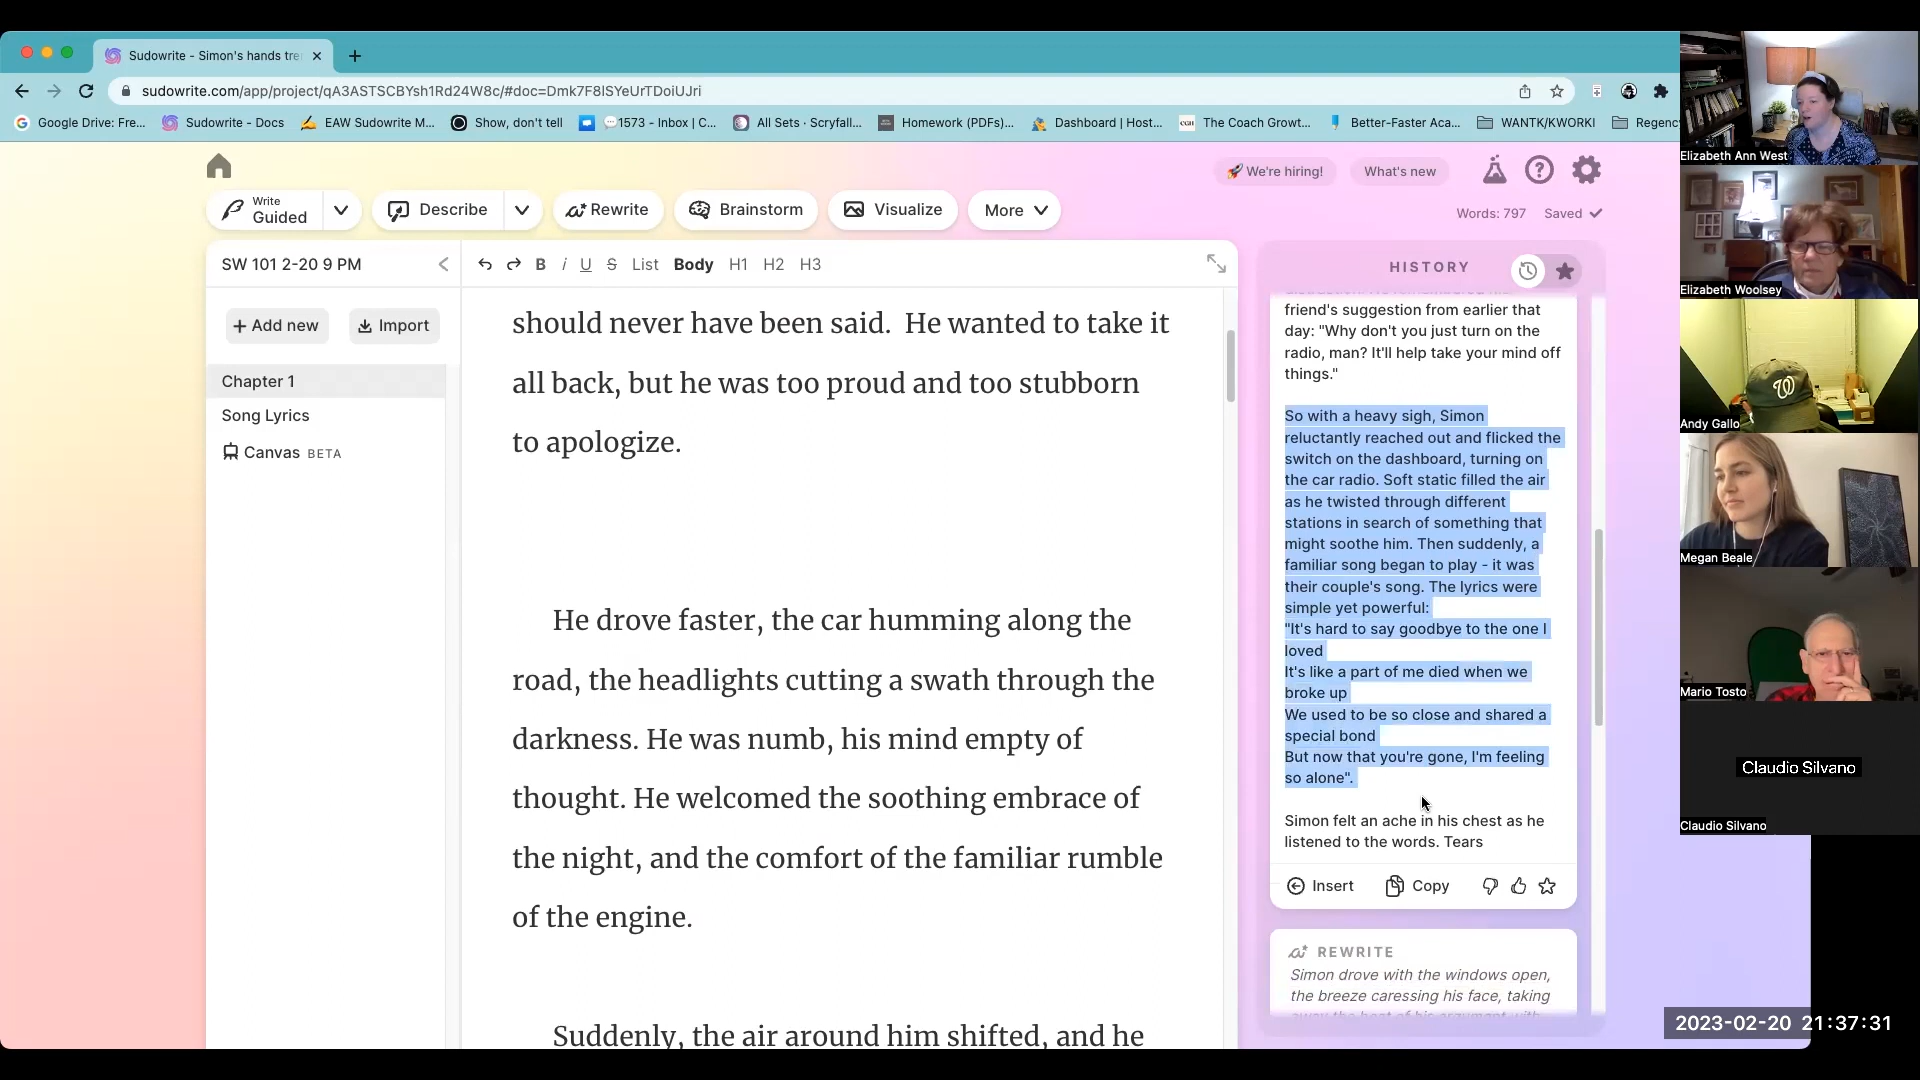 Sudowrite - Simon's hands tre
sudowrite.com/app/project/qA3ASTSCBYsh1Rd24W8c/#doc=Dmk7F8ISYeUrTDoiUJri
Google Drive: Fre...
Sudowrite - Docs
EAW Sudowrite M...
Show, don't tell
1573 - Inbox | C...
All Sets · Scryfall...
Homework (PDFs)...
Dashboard | Host...
The Coach Growt...
Better-Faster Aca...
WANTK/KWORKI
Regenc
We're hiring!
What's new
Write
Guided
Describe
Rewrite
Brainstorm
Visualize
More
Words: 797
Saved
SW 101 2-20 9 PM
B i U S List Body H1 H2 H3
+ Add new
Import
Chapter 1
Song Lyrics
Canvas BETA
should never have been said. He wanted to take it
all back, but he was too proud and too stubborn
to apologize.
He drove faster, the car humming along the
road, the headlights cutting a swath through the
darkness. He was numb, his mind empty of
thought. He welcomed the soothing embrace of
the night, and the comfort of the familiar rumble
of the engine.
Suddenly, the air around him shifted, and he
HISTORY
friend's suggestion from earlier that
day: "Why don't you just turn on the
radio, man? It'll help take your mind off
things."
So with a heavy sigh, Simon
reluctantly reached out and flicked the
switch on the dashboard, turning on
the car radio. Soft static filled the air
as he twisted through different
stations in search of something that
might soothe him. Then suddenly, a
familiar song began to play - it was
their couple's song. The lyrics were
simple yet powerful:
"It's hard to say goodbye to the one I
loved
It's like a part of me died when we
broke up
We used to be so close and shared a
special bond
But now that you're gone, I'm feeling
so alone".
Simon felt an ache in his chest as he
listened to the words. Tears
Insert
Copy
REWRITE
Simon drove with the windows open,
the breeze caressing his face, taking
Elizabeth Ann West
Elizabeth Woolsey
Andy Gallo
Megan Beale
Mario Tosto
Claudio Silvano
Claudio Silvano
2023-02-20 21:37:31